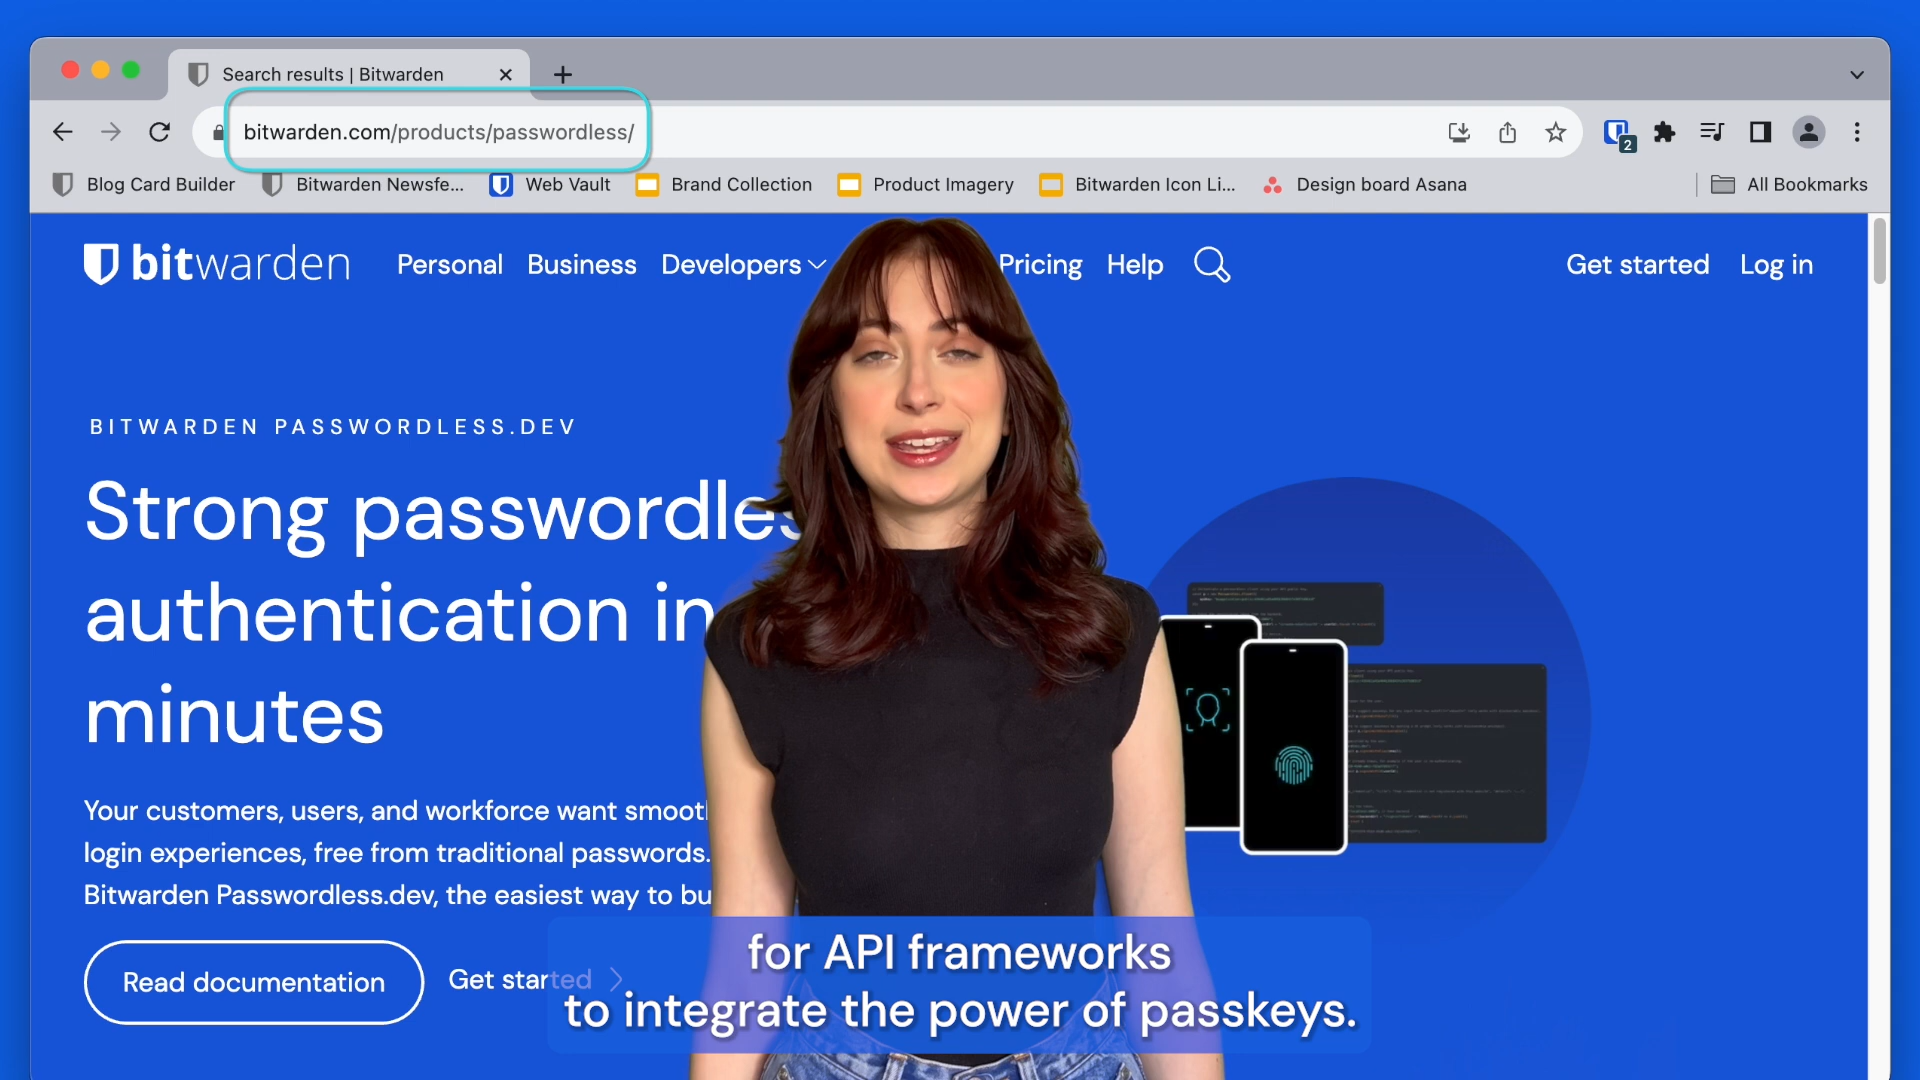 Search results | Bitwarden
bitwarden.com/products/passwordless/
2
Blog Card Builder
Bitwarden Newsfe...
Web Vault
Brand Collection
Product Imagery
Bitwarden Icon Li...
Design board Asana
All Bookmarks
bitwarden
Personal
Business
Developers
Pricing
Help
Get started
Log in
BITWARDEN PASSWORDLESS.DEV
Strong passwordles
authentication in
minutes
Your customers, users, and workforce want smooth
login experiences, free from traditional passwords.
Bitwarden Passwordless.dev, the easiest way to bu
Read documentation
Get started
for API frameworks
to integrate the power of passkeys.